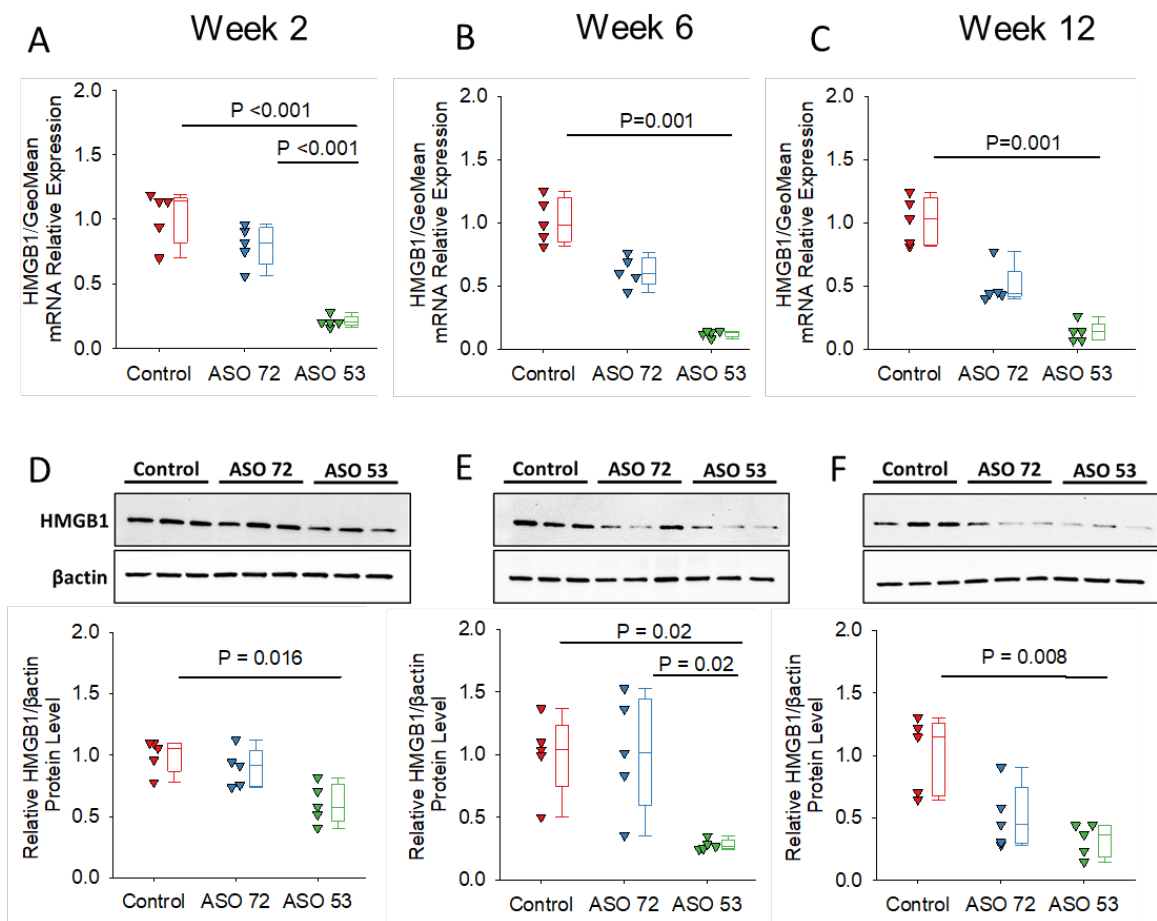 A Week 2
HMGB1/GeoMean
mRNA Relative Expression
2.0
1.5
1.0
0.5
0.0
P <0.001
P <0.001
Control ASO 72 ASO 53
B Week 6
HMGB1/GeoMean
mRNA Relative Expression
2.0
1.5
1.0
0.5
0.0
P=0.001
Control ASO 72 ASO 53
C Week 12
HMGB1/GeoMean
mRNA Relative Expression
2.0
1.5
1.0
0.5
0.0
P=0.001
Control ASO 72 ASO 53
D Control ASO 72 ASO 53
HMGB1
βactin
Relative HMGB1/βactin
Protein Level
2.0
1.5
1.0
0.5
0.0
P = 0.016
Control ASO 72 ASO 53
E Control ASO 72 ASO 53
Relative HMGB1/βactin
Protein Level
2.0
1.5
1.0
0.5
0.0
P = 0.02
P = 0.02
Control ASO 72 ASO 53
F Control ASO 72 ASO 53
Relative HMGB1/βactin
Protein Level
2.0
1.5
1.0
0.5
0.0
P = 0.008
Control ASO 72 ASO 53